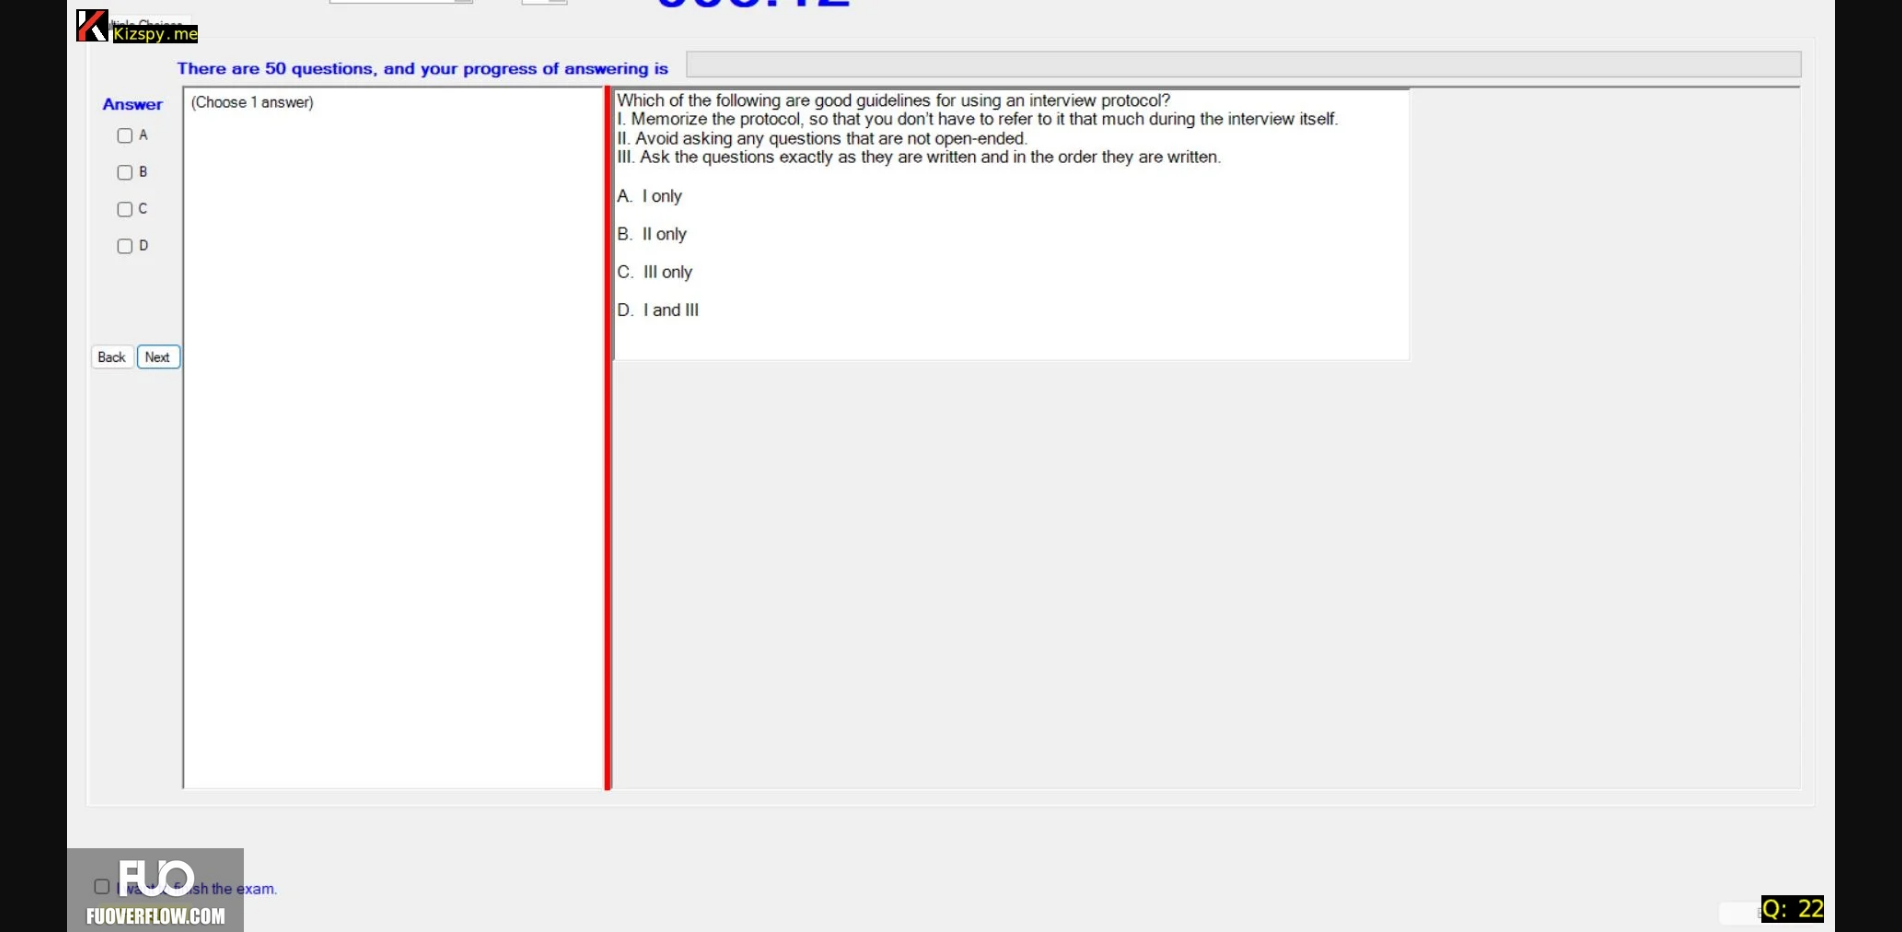 Kizspy.me
There are 50 questions, and your progress of answering is
Answer
(Choose 1 answer)
A
B
C
D
Back
Next
Which of the following are good guidelines for using an interview protocol?
I. Memorize the protocol, so that you don't have to refer to it that much during the interview itself.
II. Avoid asking any questions that are not open-ended.
III. Ask the questions exactly as they are written and in the order they are written.
A. I only
B. II only
C. III only
D. I and III
the exam.
FUO
FUOVERFLOW.COM
Q: 22